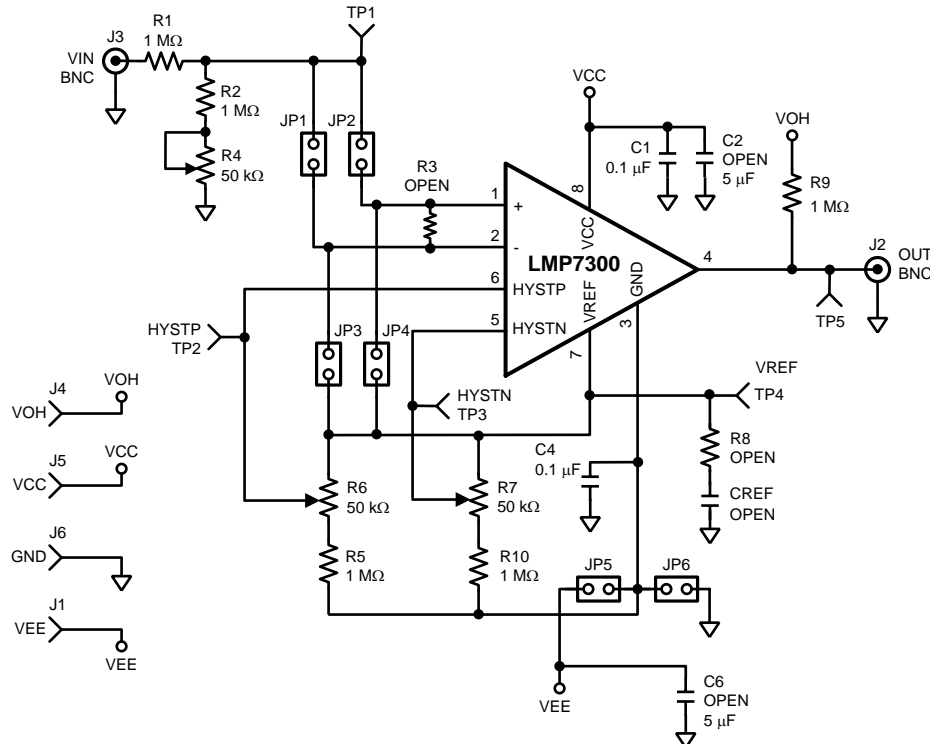 TP1
J3
R1
1 MΩ
VIN
BNC
R2
1 MΩ
R4
50 kΩ
JP1
JP2
R3
OPEN
VCC
C1
0.1 µF
C2
OPEN
5 µF
VOH
R9
1 MΩ
J2
OUT
BNC
TP5
1
+
2
-
6
HYSTP
5
HYSTN
LMP7300
8
VCC
4
GND
3
VREF
7
HYSTP
TP2
JP3
JP4
HYSTN
TP3
VREF
TP4
R8
OPEN
CREF
OPEN
C4
0.1 µF
R6
50 kΩ
R7
50 kΩ
R5
1 MΩ
R10
1 MΩ
JP5
JP6
VEE
C6
OPEN
5 µF
J4
VOH
VOH
J5
VCC
VCC
J6
GND
J1
VEE
VEE